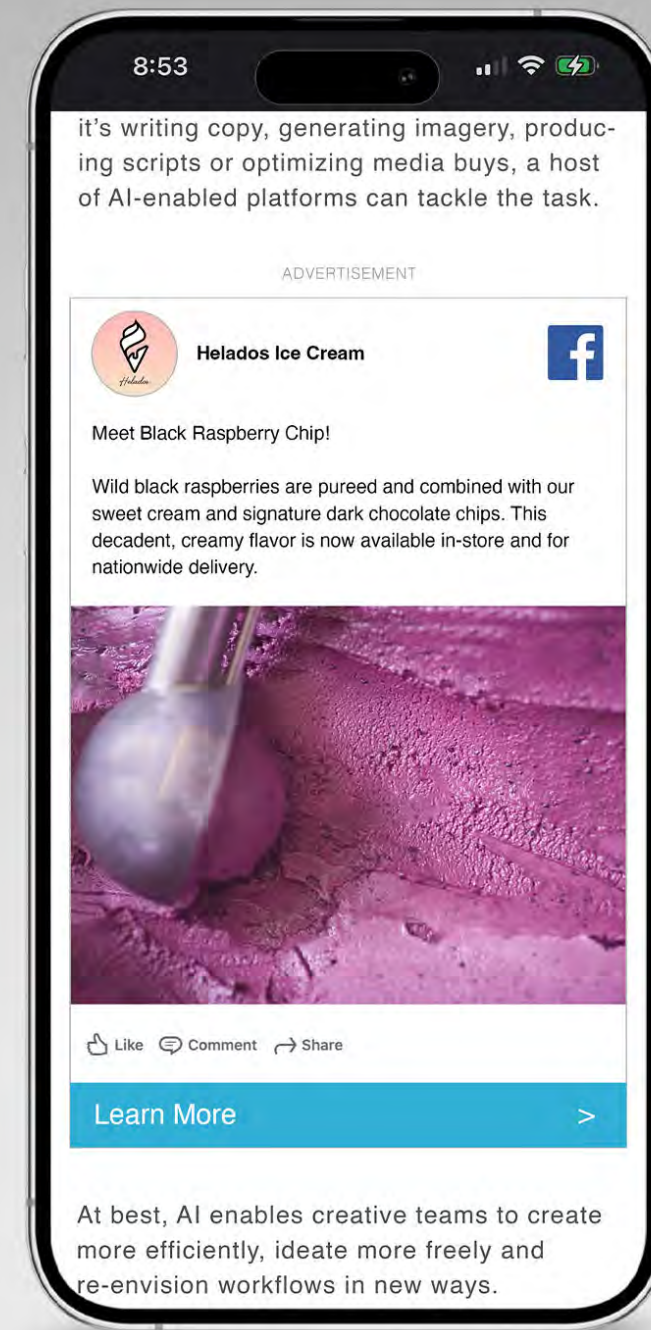 8:53
it's writing copy, generating imagery, produc-
ing scripts or optimizing media buys, a host
of AI-enabled platforms can tackle the task.
ADVERTISEMENT
Helados
Helados Ice Cream
f
Meet Black Raspberry Chip!
Wild black raspberries are pureed and combined with our
sweet cream and signature dark chocolate chips. This
decadent, creamy flavor is now available in-store and for
nationwide delivery.
Like Comment Share
Learn More >
At best, AI enables creative teams to create
more efficiently, ideate more freely and
re-envision workflows in new ways.